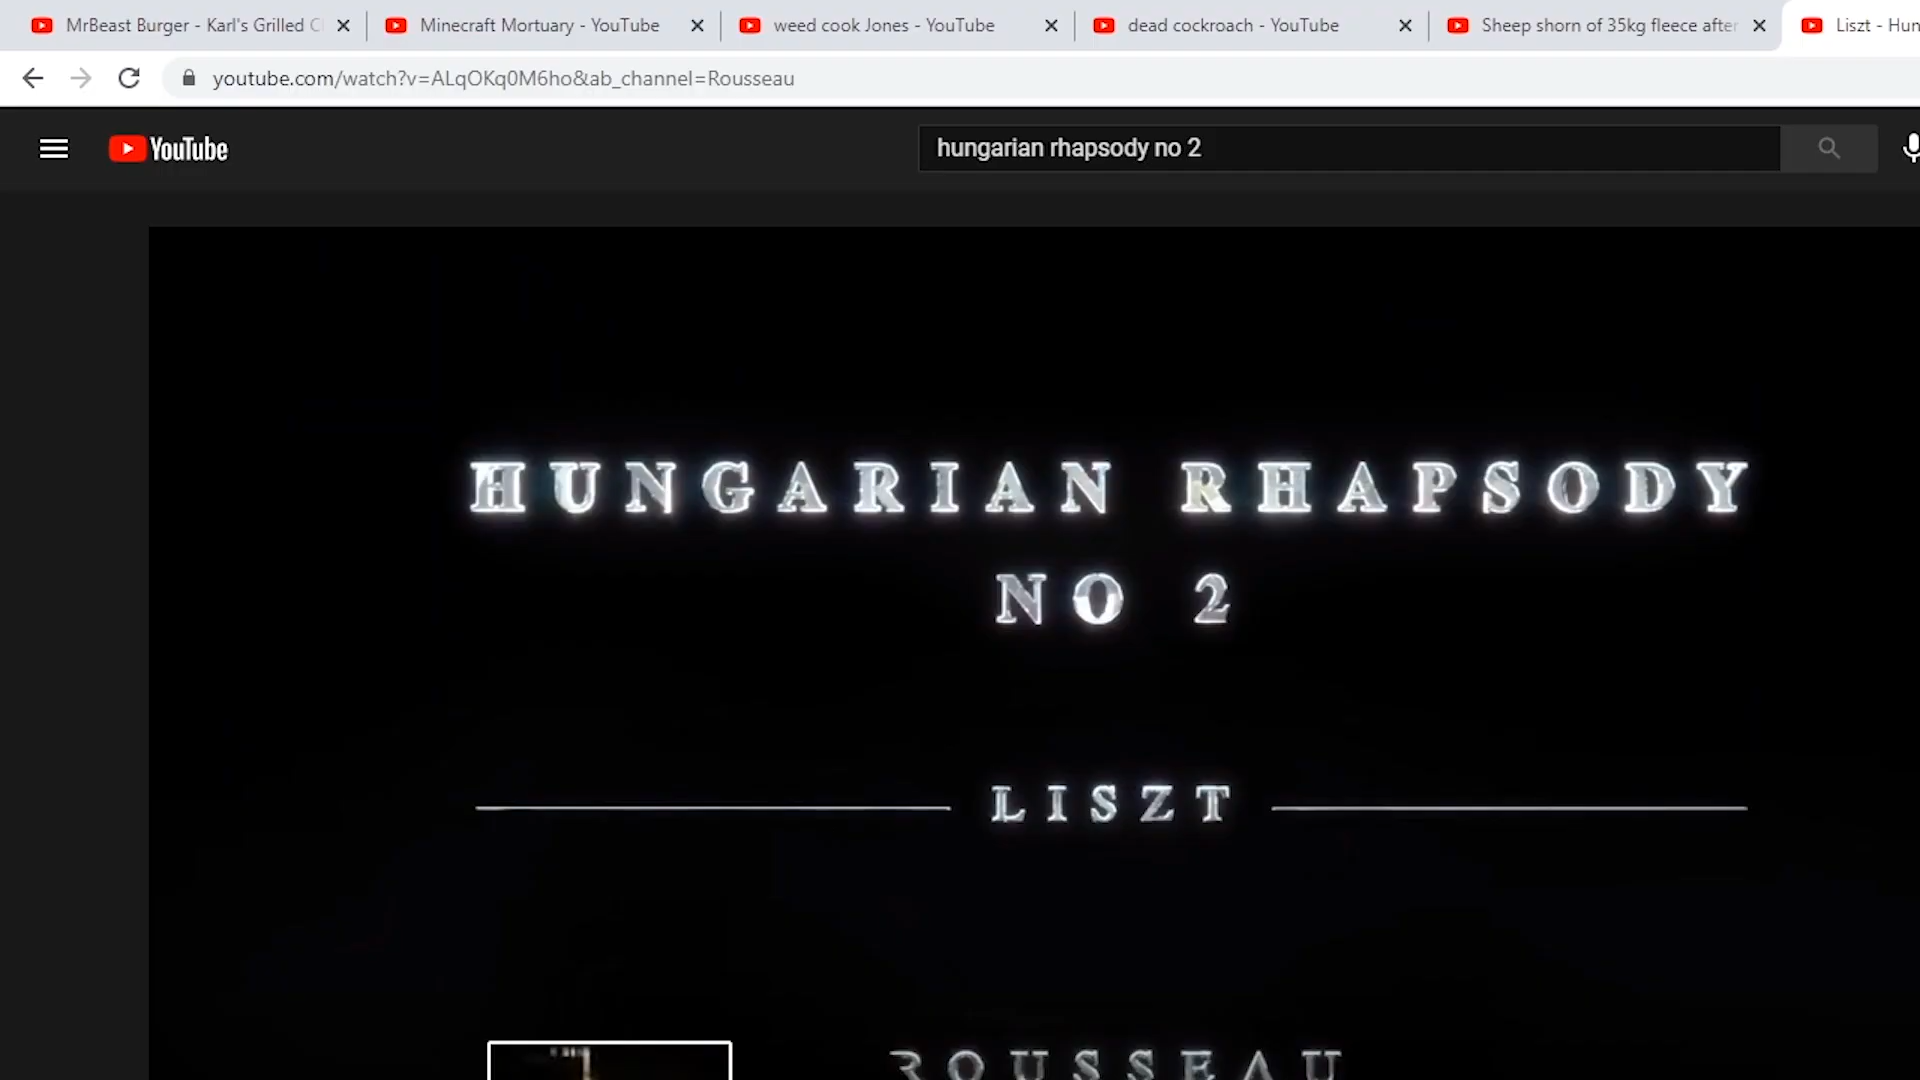 MrBeast Burger - Karl's Grilled C
Minecraft Mortuary - YouTube
weed cook Jones - YouTube
dead cockroach - YouTube
Sheep shorn of 35kg fleece after
Liszt - Hun
youtube.com/watch?v=ALqOKq0M6ho&ab_channel=Rousseau
YouTube
hungarian rhapsody no 2
HUNGARIAN RHAPSODY
NO 2
LISZT
ROUSSEAU